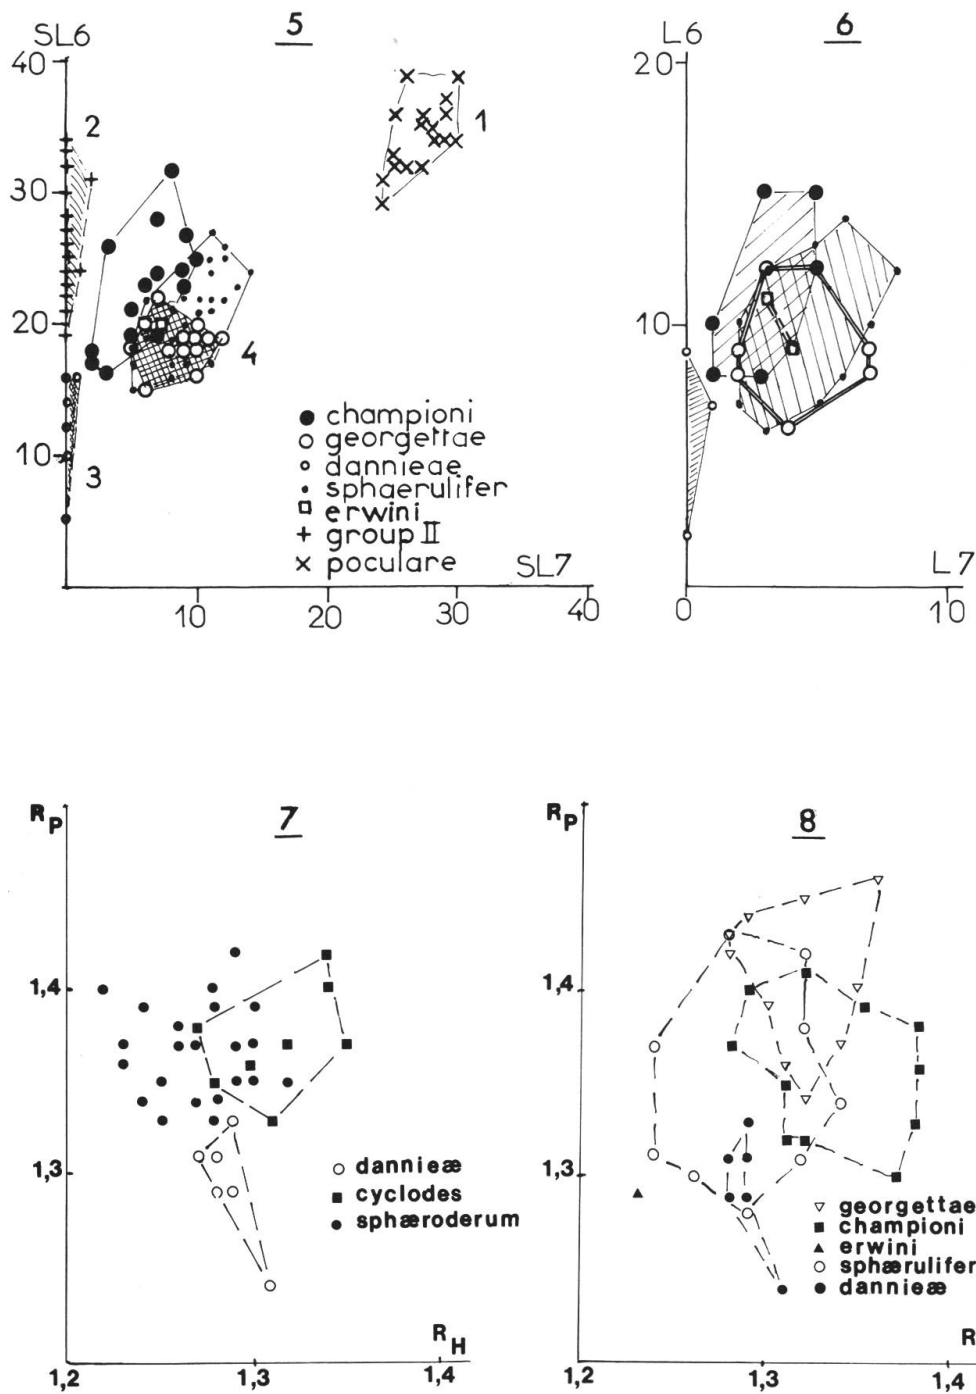 SL6
5
40
1
2
30
20
4
10
3
● championi
○ georgettae
o dannieae
• sphaerulifer
□ erwini
+ group II
× poculare
SL7
10
20
30
40
L6
6
20
10
L7
0
10
RP
7
1,4
1,3
○ dannieæ
■ cyclodes
● sphæroderum
RH
1,2
1,3
1,4
RP
8
1,4
1,3
▽ georgettae
■ championi
▲ erwini
○ sphærulifer
● dannieæ
R
1,2
1,3
1,4